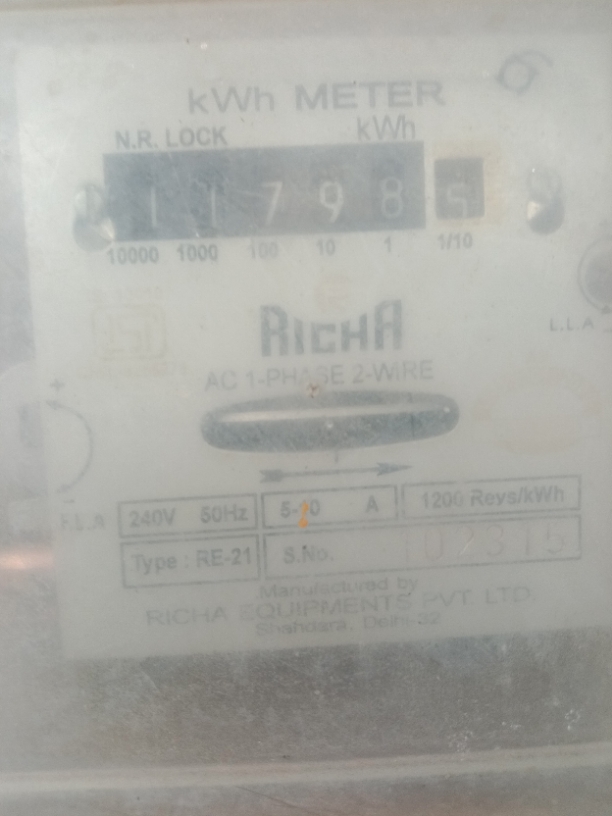 kWh METER
N.R. LOCK kWh
1 1 7 9 8
10000 1000 100 10 1 1/10
RICHA
AC 1-PHASE 2-WIRE
L.L.A
+
-
F.L.A
240V 50Hz 5-20 A 1200 Revs/kWh
Type : RE-21 S.No. 02315
Manufactured by
RICHA EQUIPMENTS PVT. LTD.
Shahdara, Delhi-32